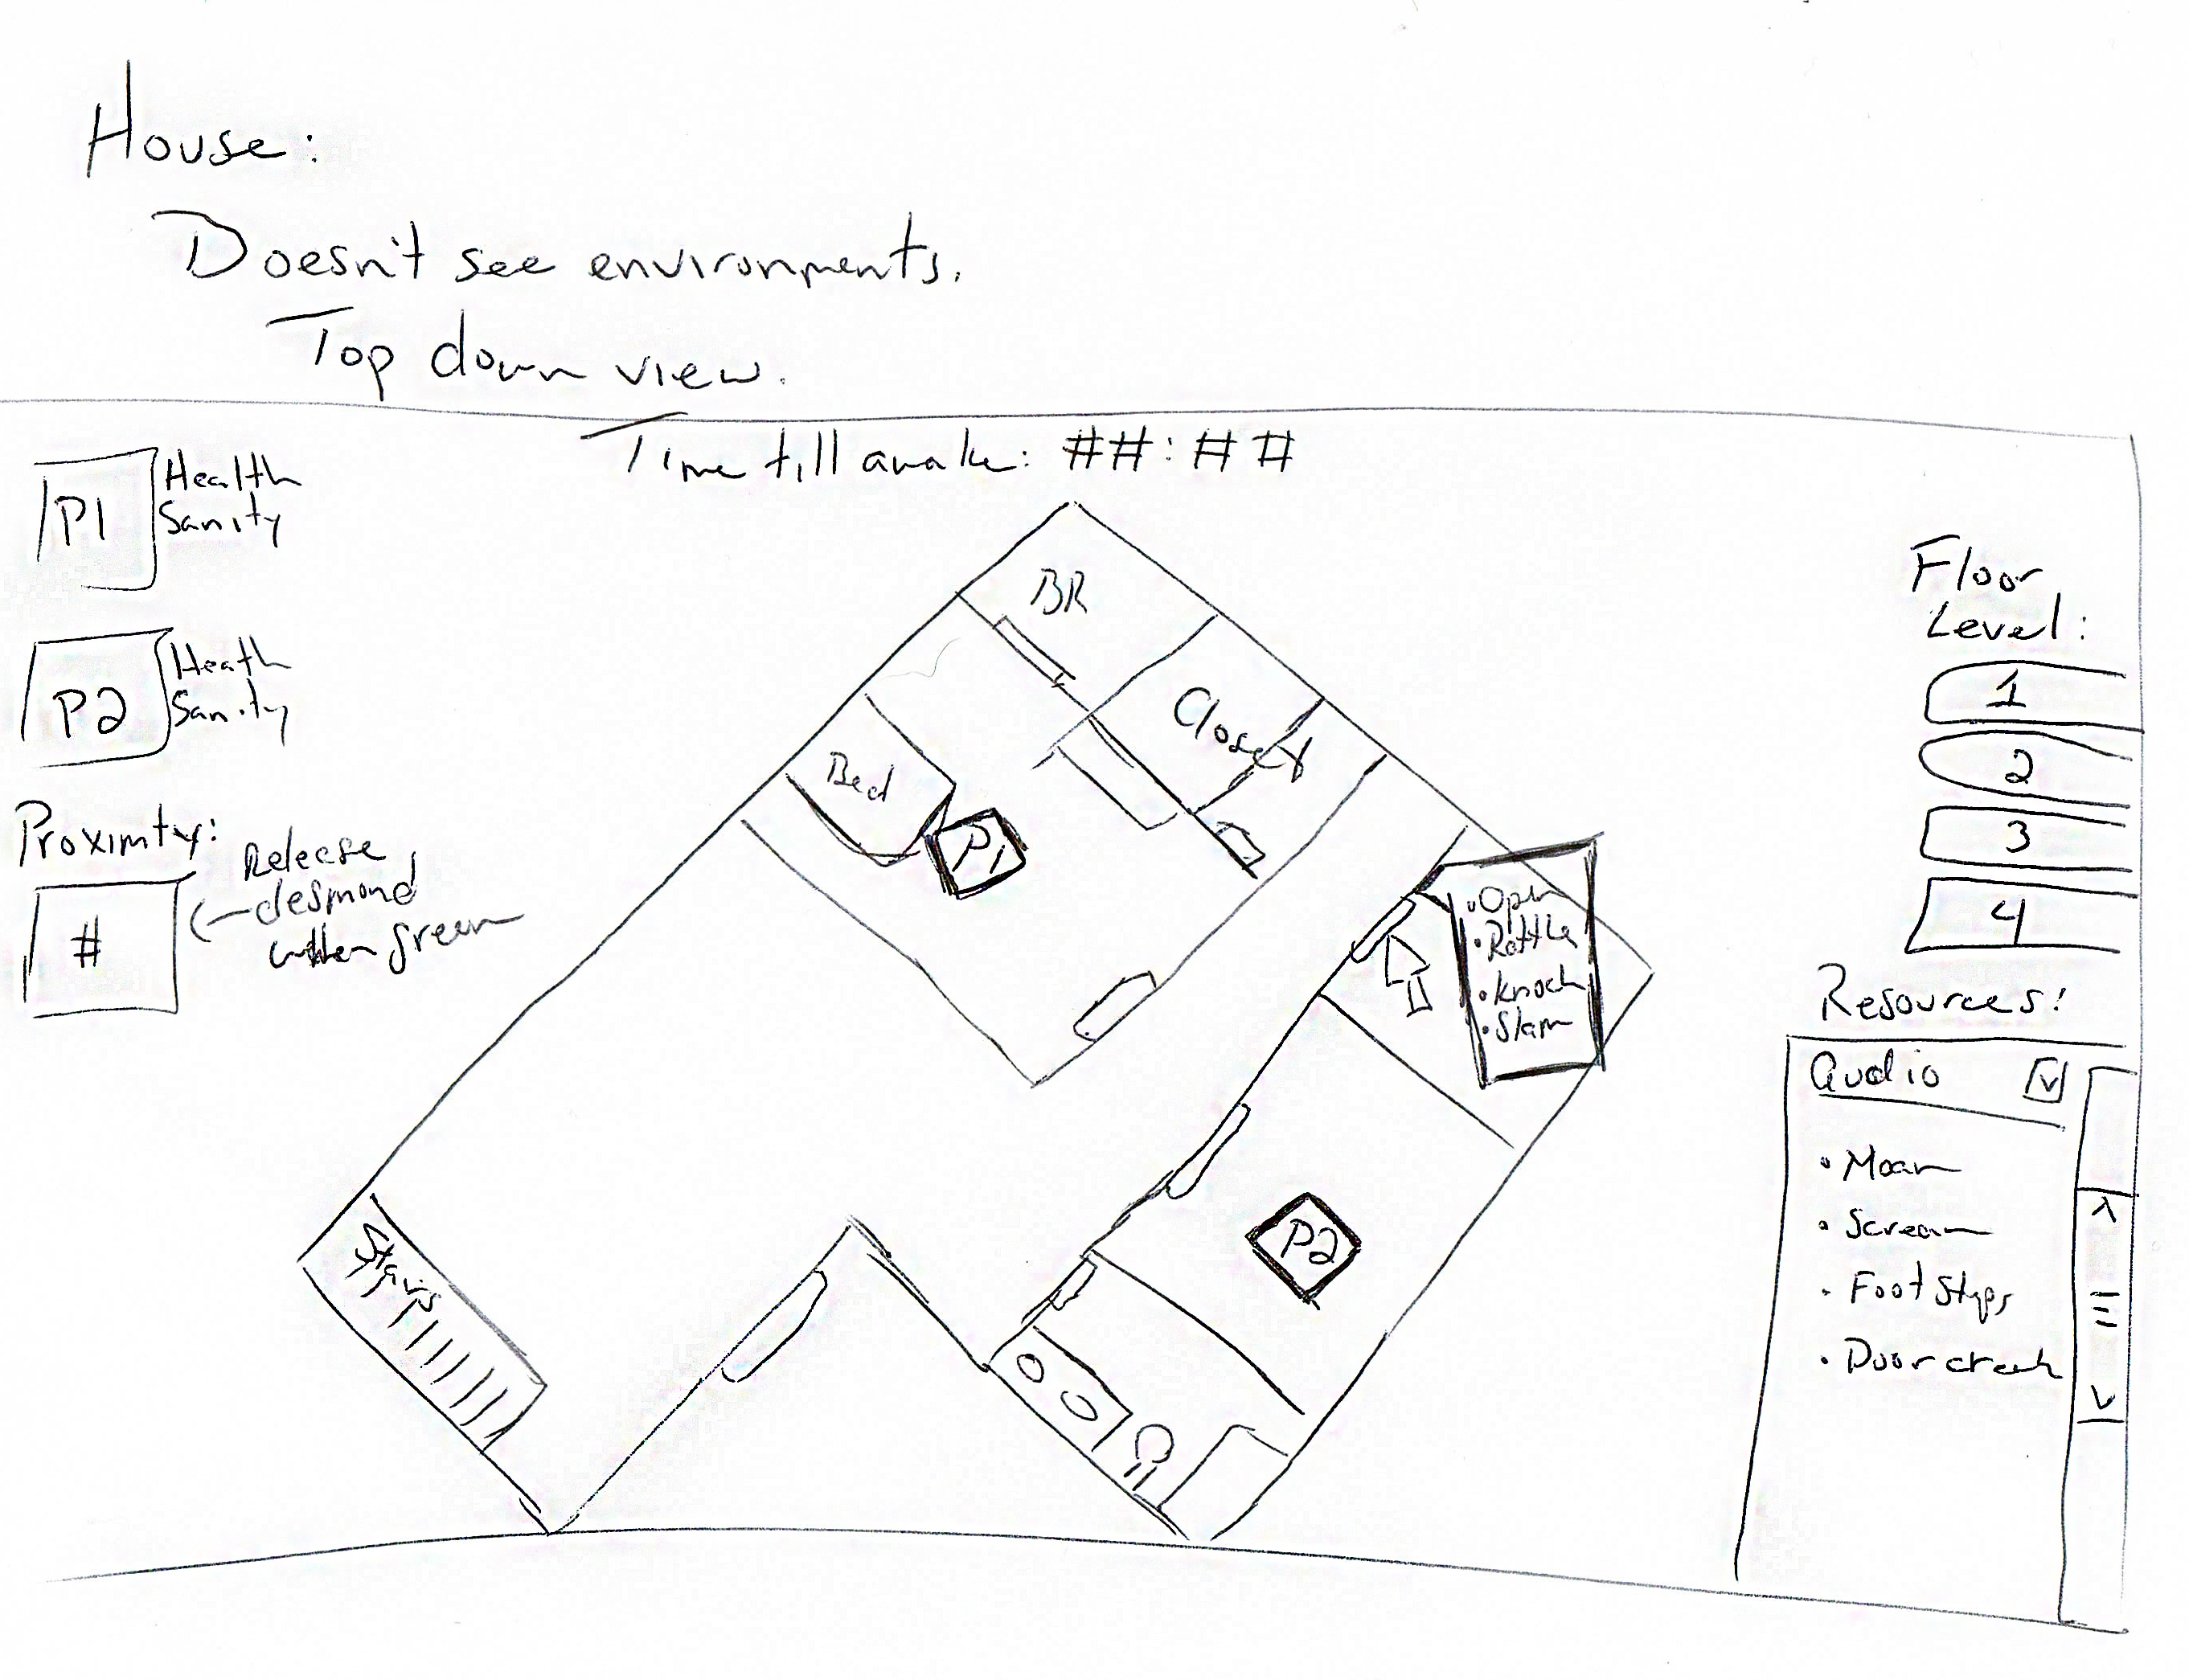 House:
Doesn't see environments.
Top down view.
Time till awake: ##:##
P1
Health
Sanity
P2
Heath
Sanity
Proximty:
#
Release
desmond
when green
BR
Closet
Bed
P1
• Open
• Rattle
• Knock
• Slam
P2
Stairs
Floor
Level:
1
2
3
4
Resources:
Audio
• Moan
• Scream
• Foot Steps
• Door creak